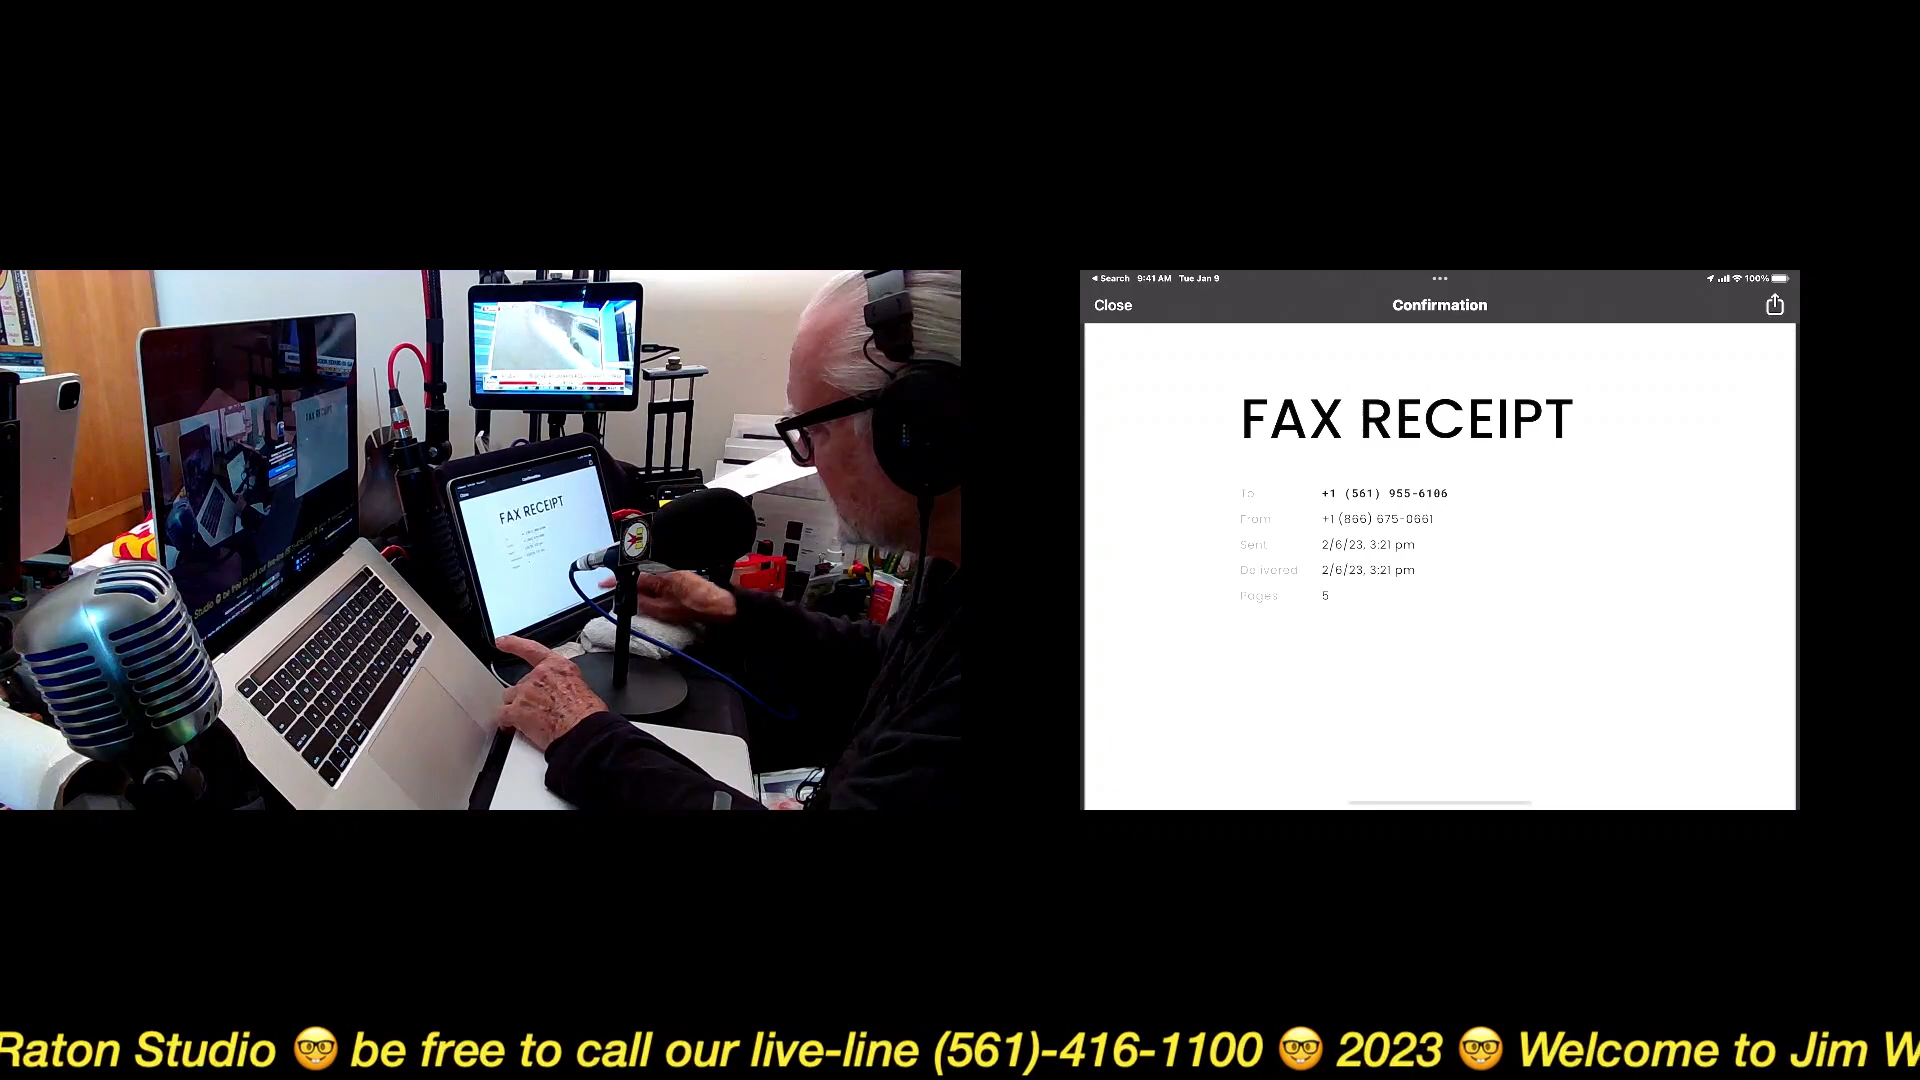 FAX RECEIPT
◂ Search 9:41 AM Tue Jan 9
100%
Close
Confirmation
FAX RECEIPT
To +1 (561) 955-6106
From +1 (866) 675-0661
Sent 2/6/23, 3:21 pm
Delivered 2/6/23, 3:21 pm
Pages 5
Raton Studio 🤓 be free to call our live-line (561)-416-1100 🤓 2023 🤓 Welcome to Jim W